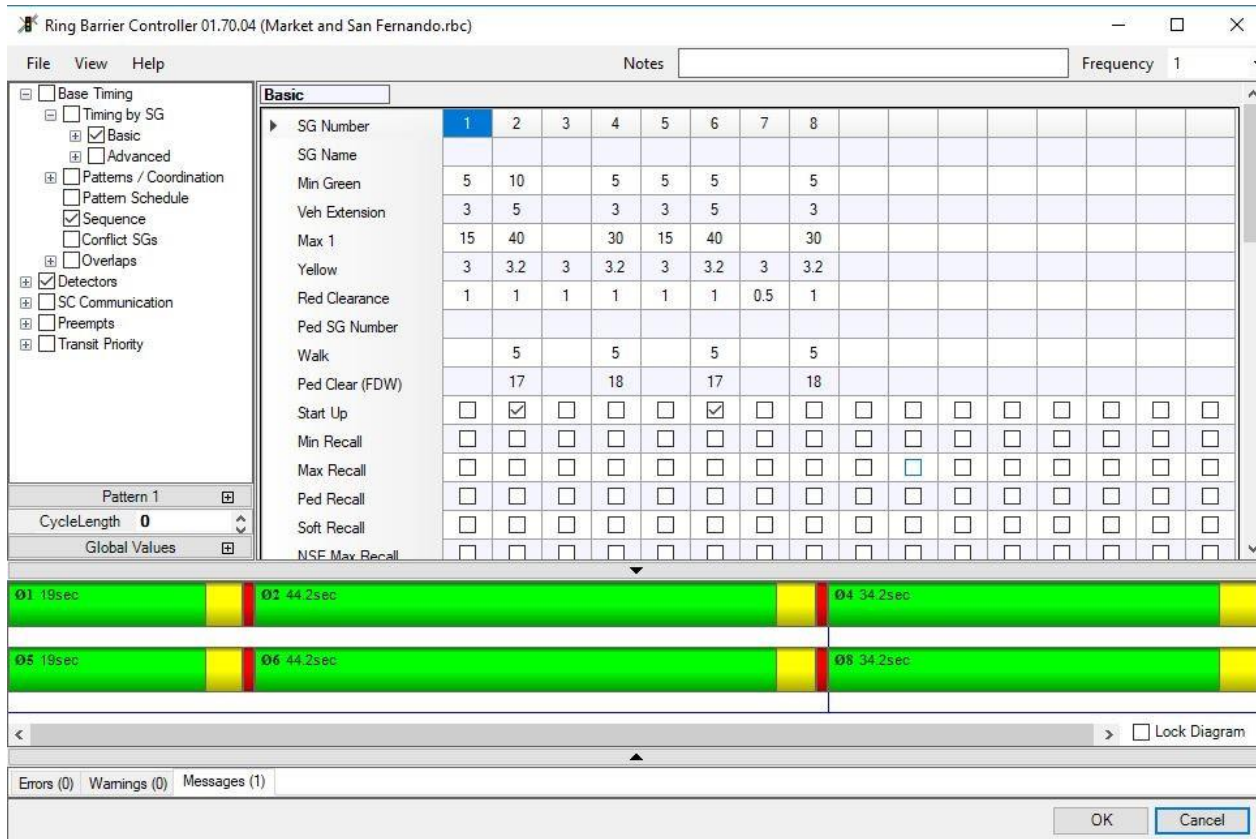 Ring Barrier Controller 01.70.04 (Market and San Fernando.rbc)
File View Help Notes Frequency 1
Base Timing
Timing by SG
Basic
Advanced
Patterns / Coordination
Pattern Schedule
Sequence
Conflict SGs
Overlaps
Detectors
SC Communication
Preempts
Transit Priority
Pattern 1
CycleLength 0
Global Values
Basic
SG Number 1 2 3 4 5 6 7 8
SG Name
Min Green 5 10 5 5 5 5
Veh Extension 3 5 3 3 5 3
Max 1 15 40 30 15 40 30
Yellow 3 3.2 3 3.2 3 3.2 3 3.2
Red Clearance 1 1 1 1 1 1 0.5 1
Ped SG Number
Walk 5 5 5 5
Ped Clear (FDW) 17 18 17 18
Start Up
Min Recall
Max Recall
Ped Recall
Soft Recall
NSE Max Recall
Ø1 19sec Ø2 44.2sec Ø4 34.2sec
Ø5 19sec Ø6 44.2sec Ø8 34.2sec
Lock Diagram
Errors (0) Warnings (0) Messages (1)
OK Cancel